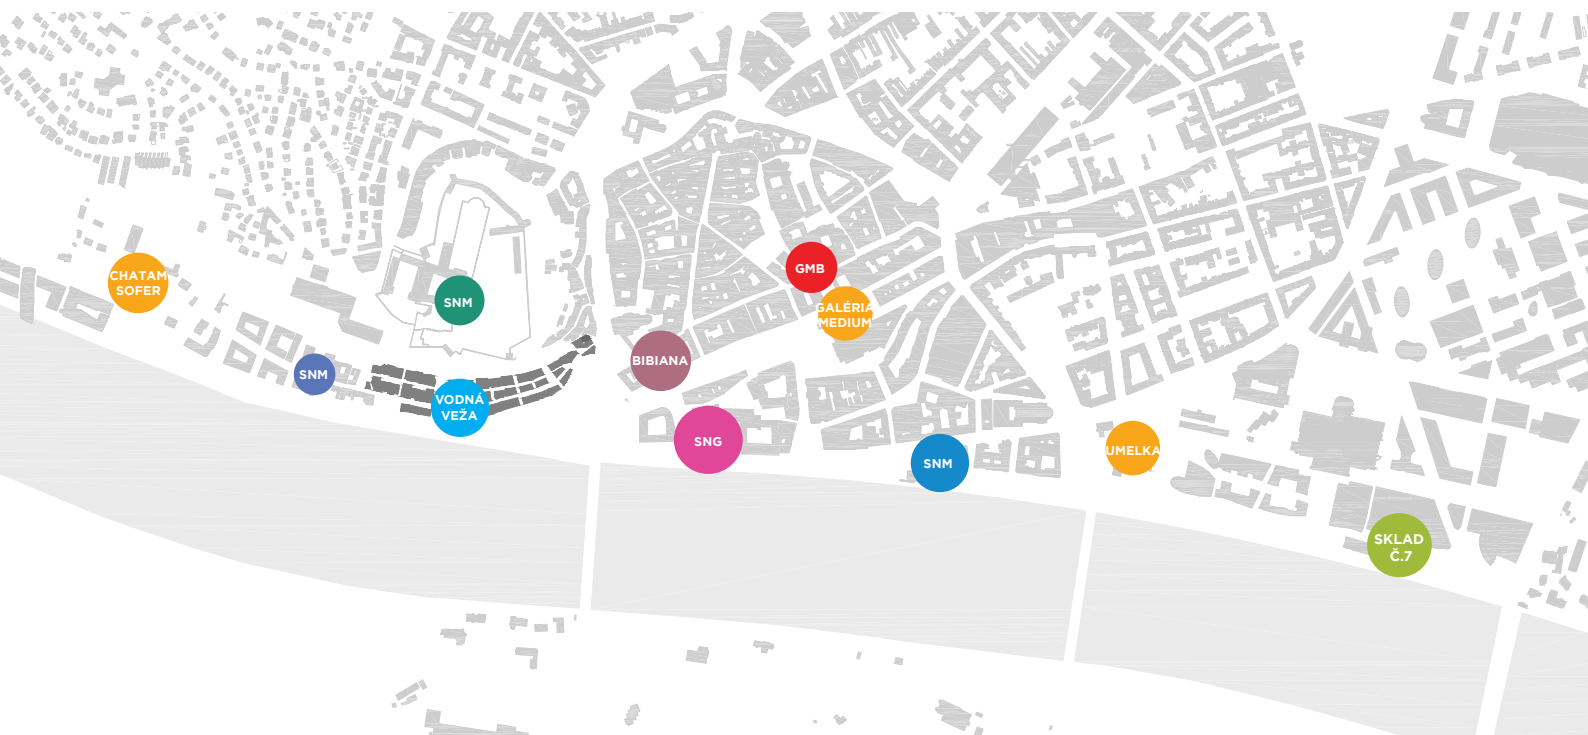 GMB
CHATAM
SOFER
SNM
GALÉRIA
MEDIUM
BIBIANA
SNM
VODNÁ
VEŽA
SNG
UMELKA
SNM
SKLAD
Č.7